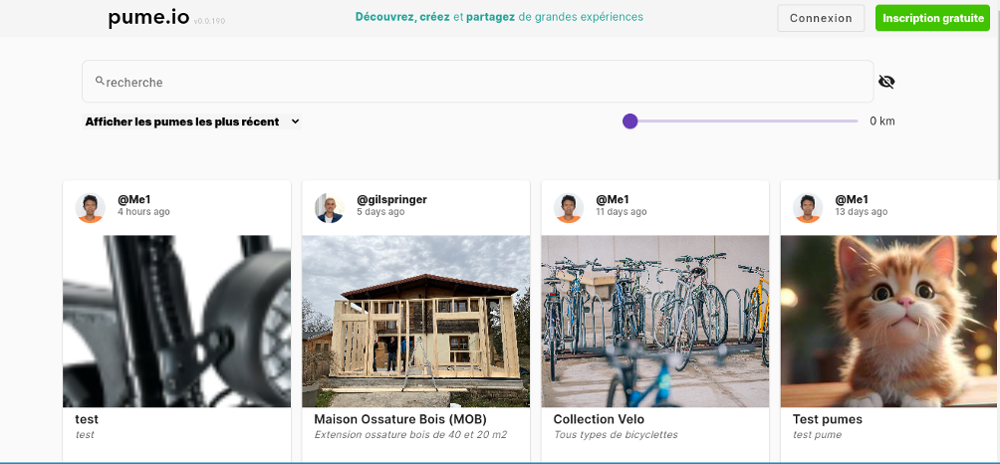 pume.io v0.0.190
Découvrez, créez et partagez de grandes expériences
Connexion
Inscription gratuite
recherche
Afficher les pumes les plus récent
0 km
@Me1
4 hours ago
test
test
@gilspringer
5 days ago
Maison Ossature Bois (MOB)
Extension ossature bois de 40 et 20 m2
@Me1
11 days ago
Collection Velo
Tous types de bicyclettes
@Me1
13 days ago
Test pumes
test pume